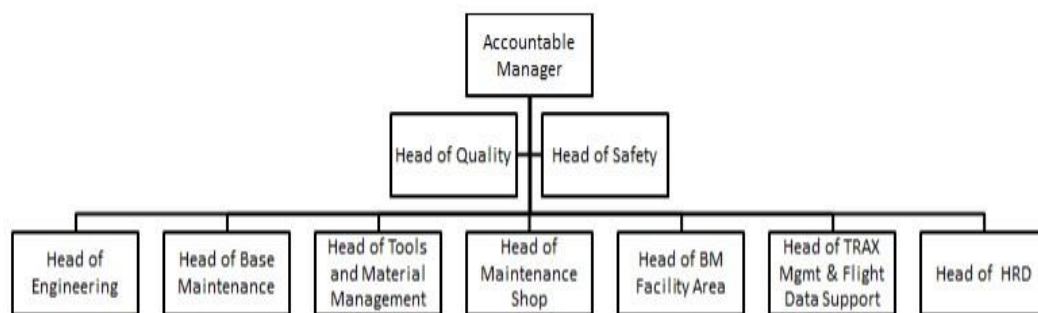 Accountable
Manager
Head of Quality
Head of Safety
Head of
Engineering
Head of Base
Maintenance
Head of Tools
and Material
Management
Head of
Maintenance
Shop
Head of BM
Facility Area
Head of TRAX
Mgmt & Flight
Data Support
Head of HRD